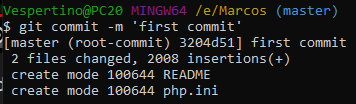 Vespertino@PC20 MINGW64 /e/Marcos (master)
$ git commit -m 'first commit'
[master (root-commit) 3204d51] first commit
 2 files changed, 2008 insertions(+)
 create mode 100644 README
 create mode 100644 php.ini